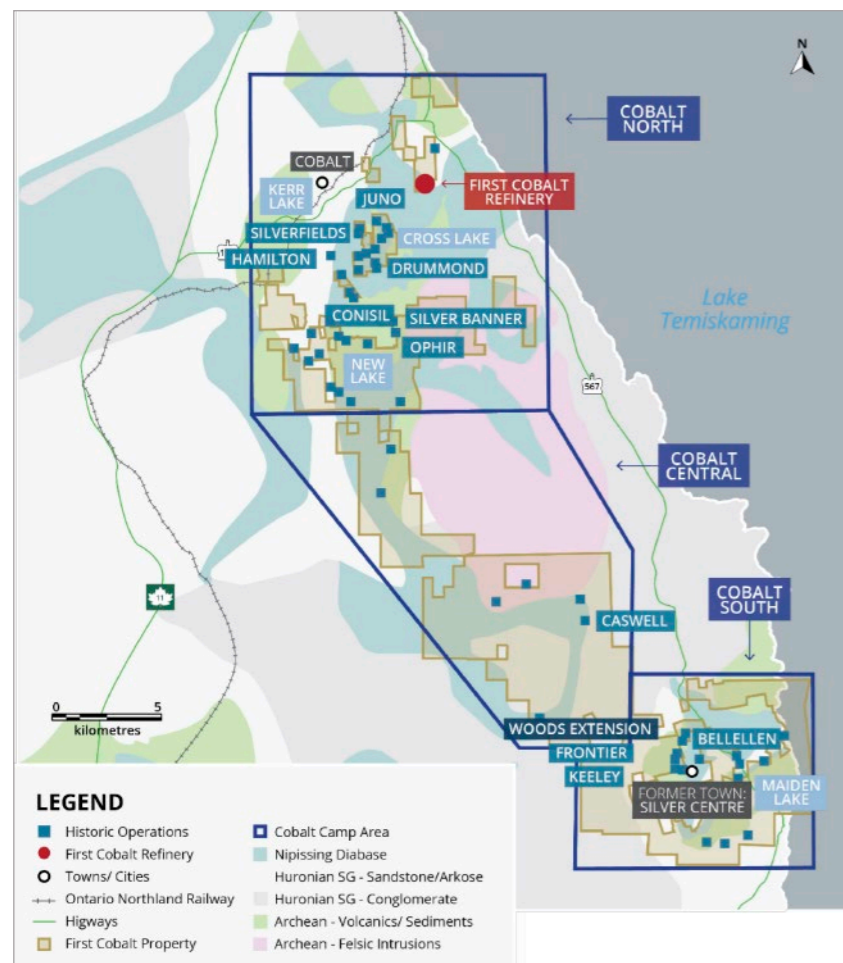 N
COBALT
NORTH
COBALT
KERR
LAKE
JUNO
FIRST COBALT
REFINERY
SILVERFIELDS
CROSS LAKE
HAMILTON
DRUMMOND
CONISIL
SILVER BANNER
OPHIR
NEW
LAKE
Lake
Temiskaming
567
COBALT
CENTRAL
11
COBALT
SOUTH
CASWELL
0 5
kilometres
WOODS EXTENSION
BELLELLEN
FRONTIER
KEELEY
FORMER TOWN:
SILVER CENTRE
MAIDEN
LAKE
LEGEND
Historic Operations
First Cobalt Refinery
Towns/ Cities
Ontario Northland Railway
Higways
First Cobalt Property
Cobalt Camp Area
Nipissing Diabase
Huronian SG - Sandstone/Arkose
Huronian SG - Conglomerate
Archean - Volcanics/ Sediments
Archean - Felsic Intrusions